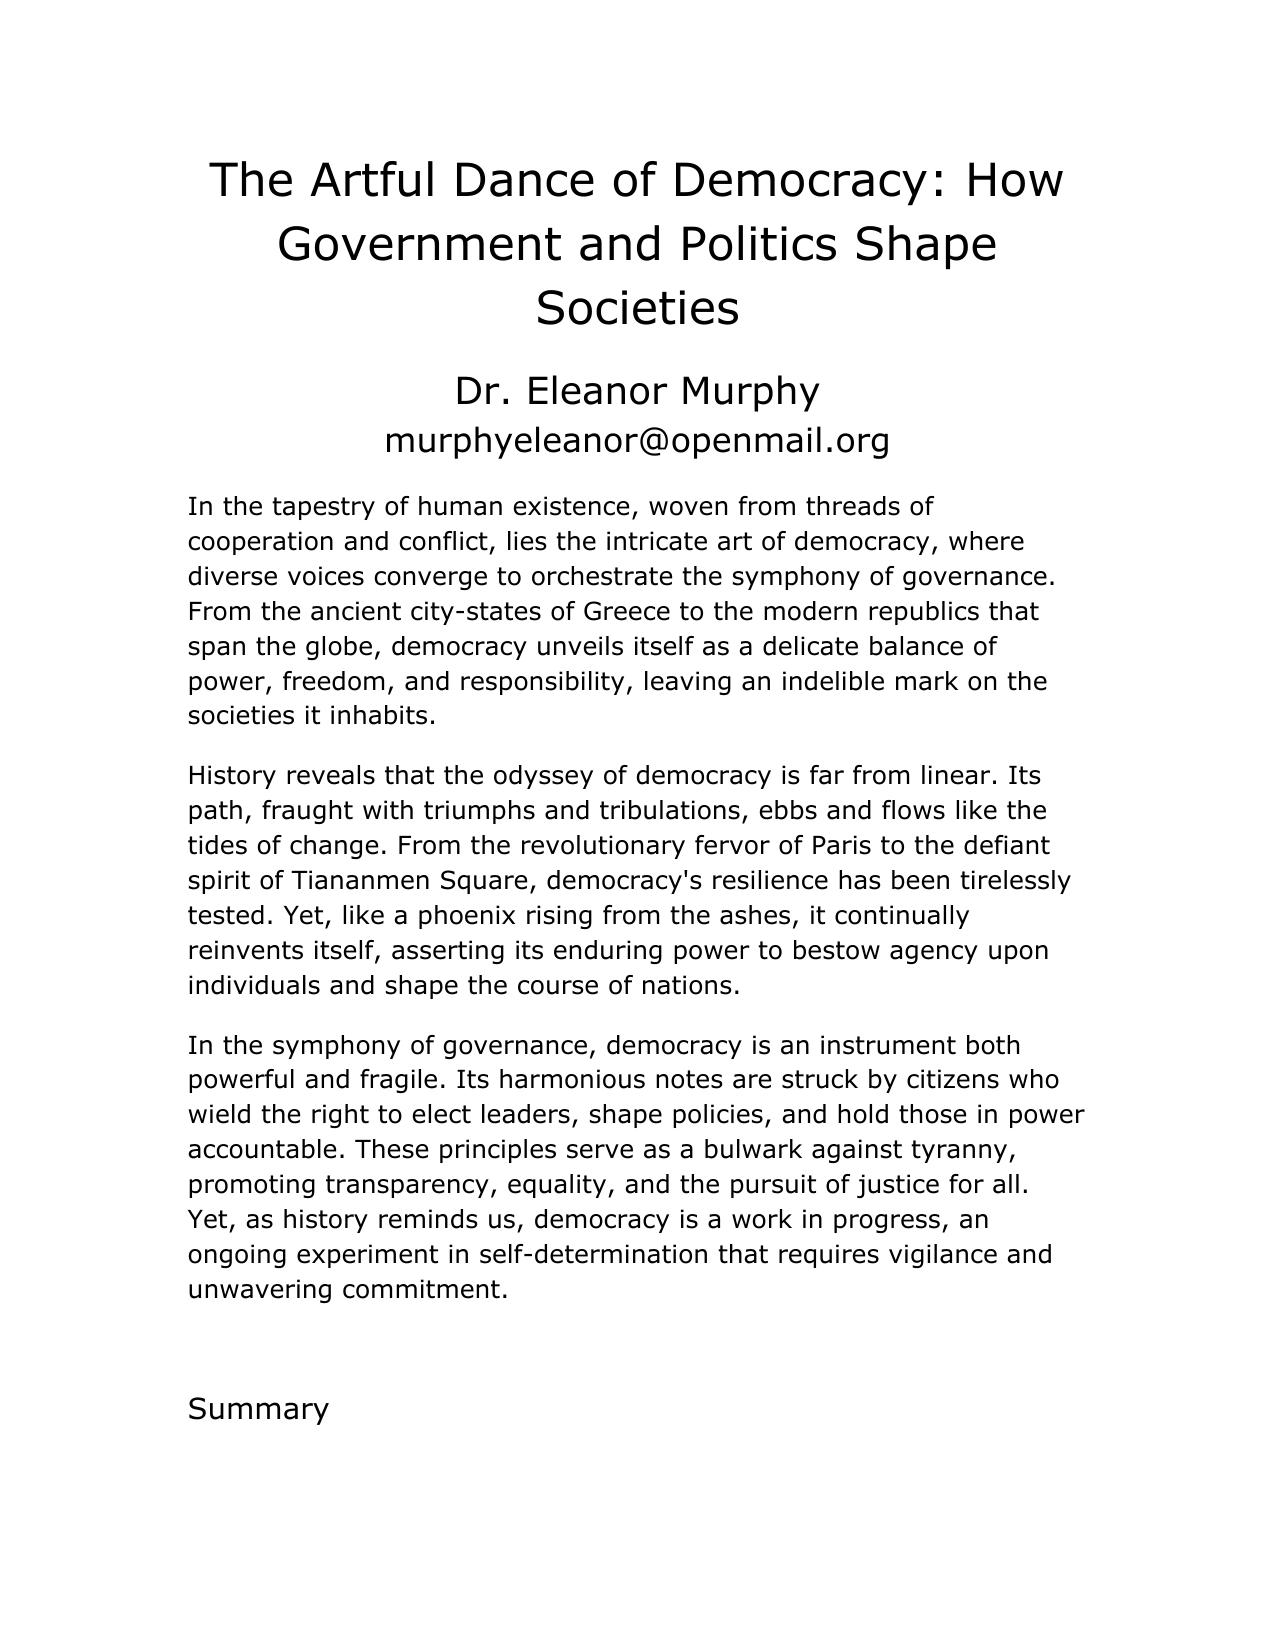 The Artful Dance of Democracy: How
Government and Politics Shape
Societies
Dr. Eleanor Murphy
murphyeleanor@openmail.org
In the tapestry of human existence, woven from threads of
cooperation and conflict, lies the intricate art of democracy, where
diverse voices converge to orchestrate the symphony of governance.
From the ancient city-states of Greece to the modern republics that
span the globe, democracy unveils itself as a delicate balance of
power, freedom, and responsibility, leaving an indelible mark on the
societies it inhabits.
History reveals that the odyssey of democracy is far from linear. Its
path, fraught with triumphs and tribulations, ebbs and flows like the
tides of change. From the revolutionary fervor of Paris to the defiant
spirit of Tiananmen Square, democracy's resilience has been tirelessly
tested. Yet, like a phoenix rising from the ashes, it continually
reinvents itself, asserting its enduring power to bestow agency upon
individuals and shape the course of nations.
In the symphony of governance, democracy is an instrument both
powerful and fragile. Its harmonious notes are struck by citizens who
wield the right to elect leaders, shape policies, and hold those in power
accountable. These principles serve as a bulwark against tyranny,
promoting transparency, equality, and the pursuit of justice for all.
Yet, as history reminds us, democracy is a work in progress, an
ongoing experiment in self-determination that requires vigilance and
unwavering commitment.
Summary